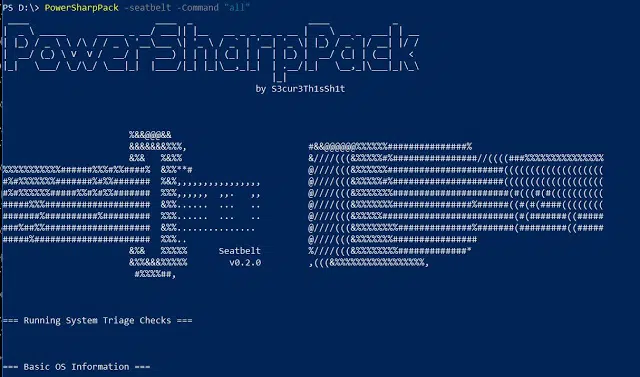 PS D:\> PowerSharpPack -seatbelt -Command "all"
PowerSharpPack
by S3cur3Th1sSh1t
Seatbelt
v0.2.0
=== Running System Triage Checks ===
=== Basic OS Information ===